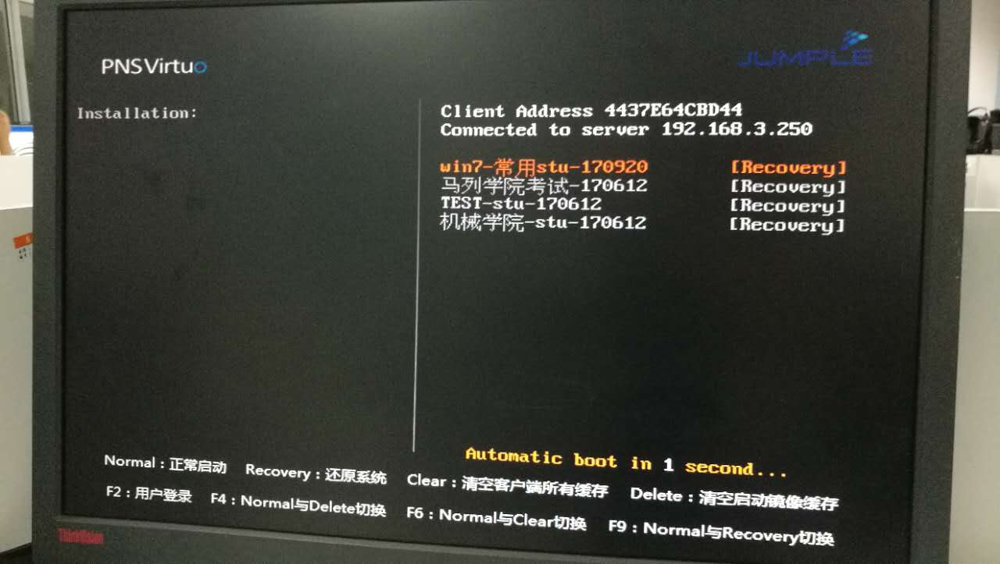 PNSVirtuo
JUMPLE
Installation:
Client Address 4437E64CBD44
Connected to server 192.168.3.250
win7-常用stu-170920 [Recovery]
马列学院考试-170612 [Recovery]
TEST-stu-170612 [Recovery]
机械学院-stu-170612 [Recovery]
Automatic boot in 1 second...
Normal：正常启动 Recovery：还原系统 Clear：清空客户端所有缓存 Delete：清空启动镜像缓存
F2：用户登录 F4：Normal与Delete切换 F6：Normal与Clear切换 F9：Normal与Recovery切换
ThinkVision